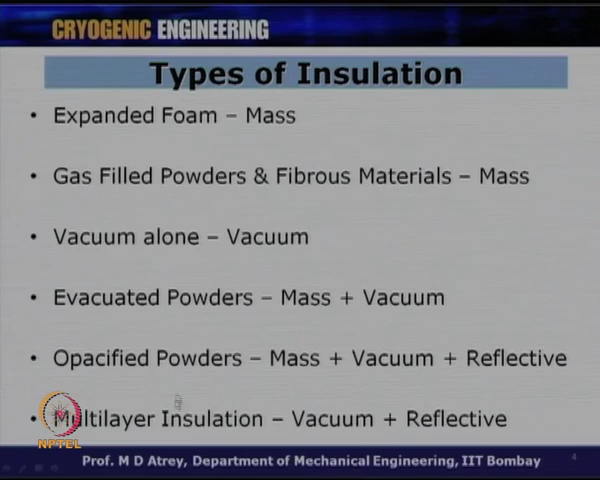 CRYOGENIC ENGINEERING
Types of Insulation
• Expanded Foam – Mass
• Gas Filled Powders & Fibrous Materials – Mass
• Vacuum alone – Vacuum
• Evacuated Powders – Mass + Vacuum
• Opacified Powders – Mass + Vacuum + Reflective
• Multilayer Insulation – Vacuum + Reflective
NPTEL
Prof. M D Atrey, Department of Mechanical Engineering, IIT Bombay
4